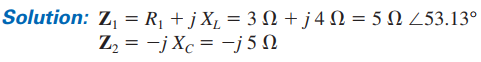 Solution: Z₁ = R₁ + j X_L = 3 Ω + j 4 Ω = 5 Ω ∠53.13°
Z₂ = −j X_C = −j 5 Ω